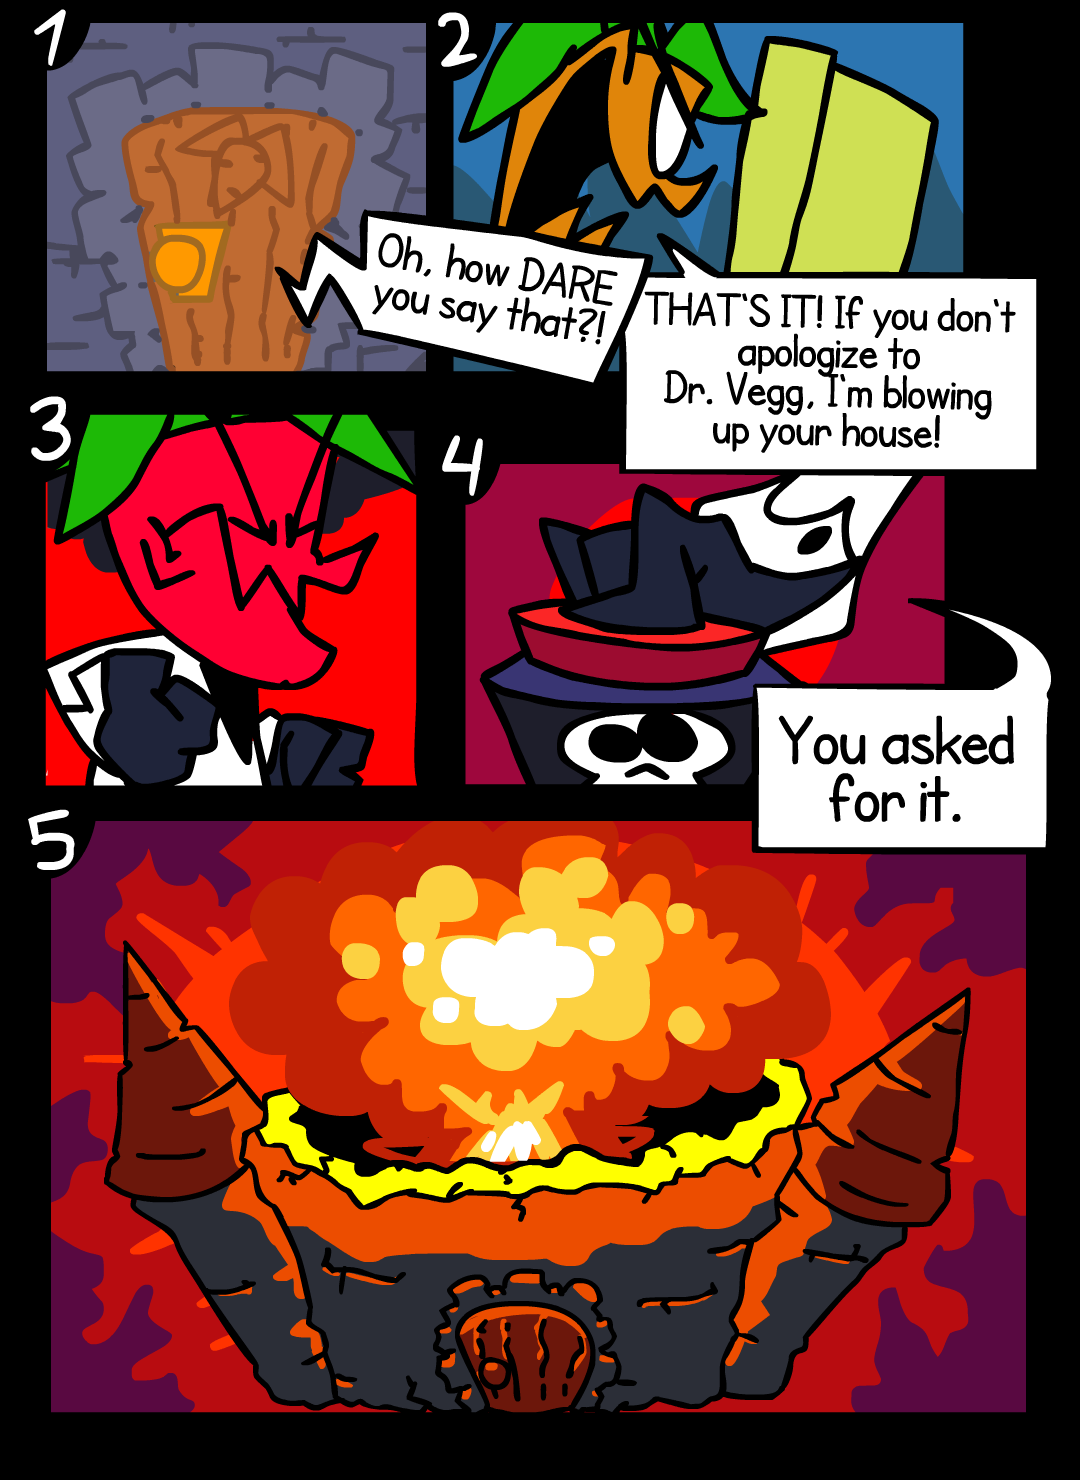 1
2
Oh, how DARE
you say that?!
THAT'S IT! If you don't
apologize to
Dr. Vegg, I'm blowing
up your house!
3
4
You asked
for it.
5